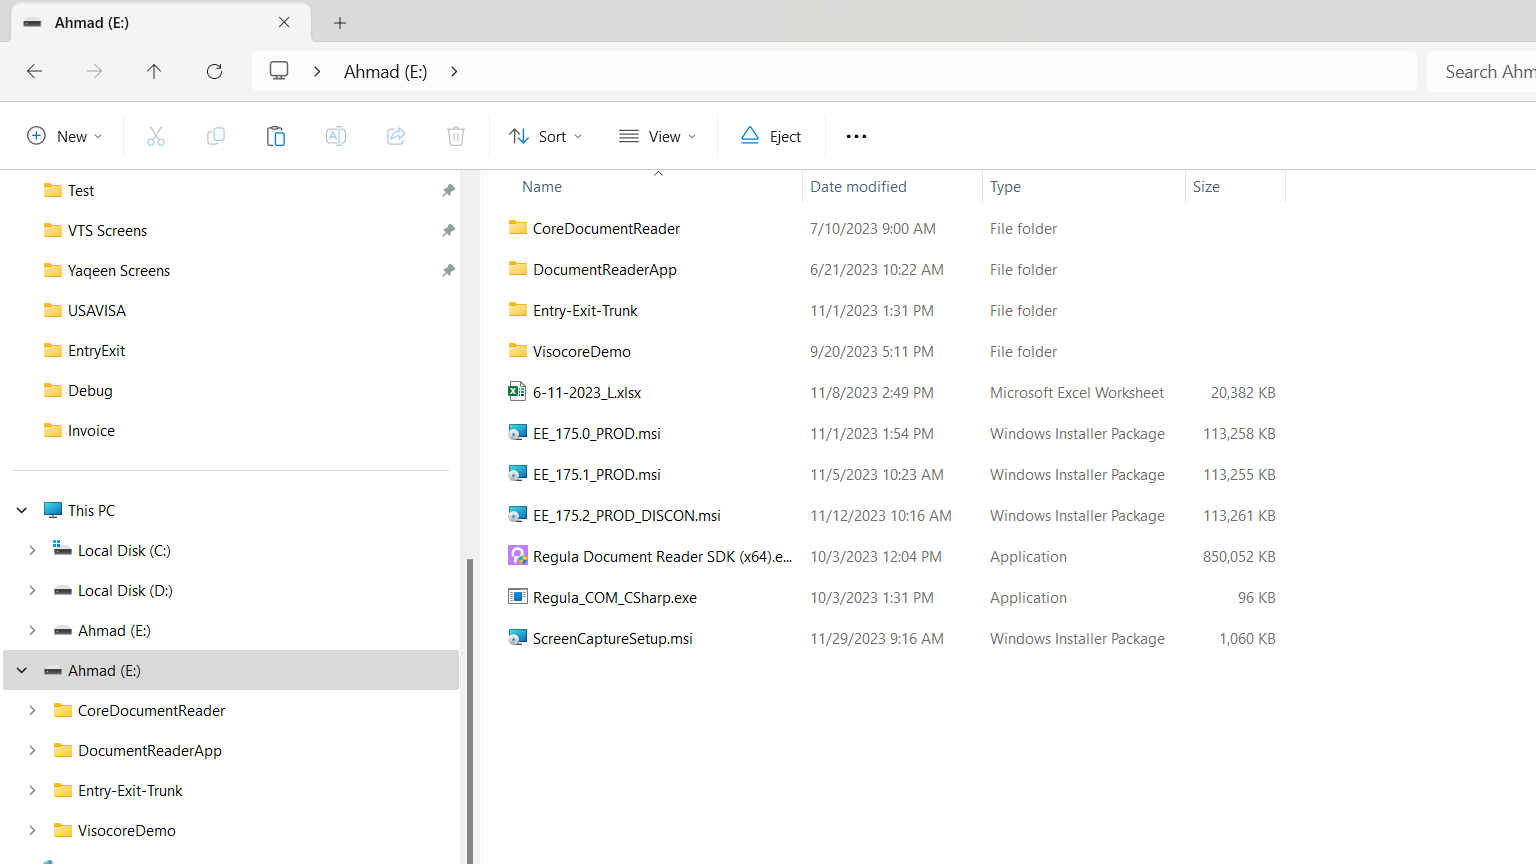 Ahmad (E:)
Ahmad (E:)
Search Ahm
New
Sort
View
Eject
Test
VTS Screens
Yaqeen Screens
USAVISA
EntryExit
Debug
Invoice
This PC
Local Disk (C:)
Local Disk (D:)
Ahmad (E:)
Ahmad (E:)
CoreDocumentReader
DocumentReaderApp
Entry-Exit-Trunk
VisocoreDemo
Name Date modified Type Size
CoreDocumentReader 7/10/2023 9:00 AM File folder
DocumentReaderApp 6/21/2023 10:22 AM File folder
Entry-Exit-Trunk 11/1/2023 1:31 PM File folder
VisocoreDemo 9/20/2023 5:11 PM File folder
6-11-2023_L.xlsx 11/8/2023 2:49 PM Microsoft Excel Worksheet 20,382 KB
EE_175.0_PROD.msi 11/1/2023 1:54 PM Windows Installer Package 113,258 KB
EE_175.1_PROD.msi 11/5/2023 10:23 AM Windows Installer Package 113,255 KB
EE_175.2_PROD_DISCON.msi 11/12/2023 10:16 AM Windows Installer Package 113,261 KB
Regula Document Reader SDK (x64).e... 10/3/2023 12:04 PM Application 850,052 KB
Regula_COM_CSharp.exe 10/3/2023 1:31 PM Application 96 KB
ScreenCaptureSetup.msi 11/29/2023 9:16 AM Windows Installer Package 1,060 KB